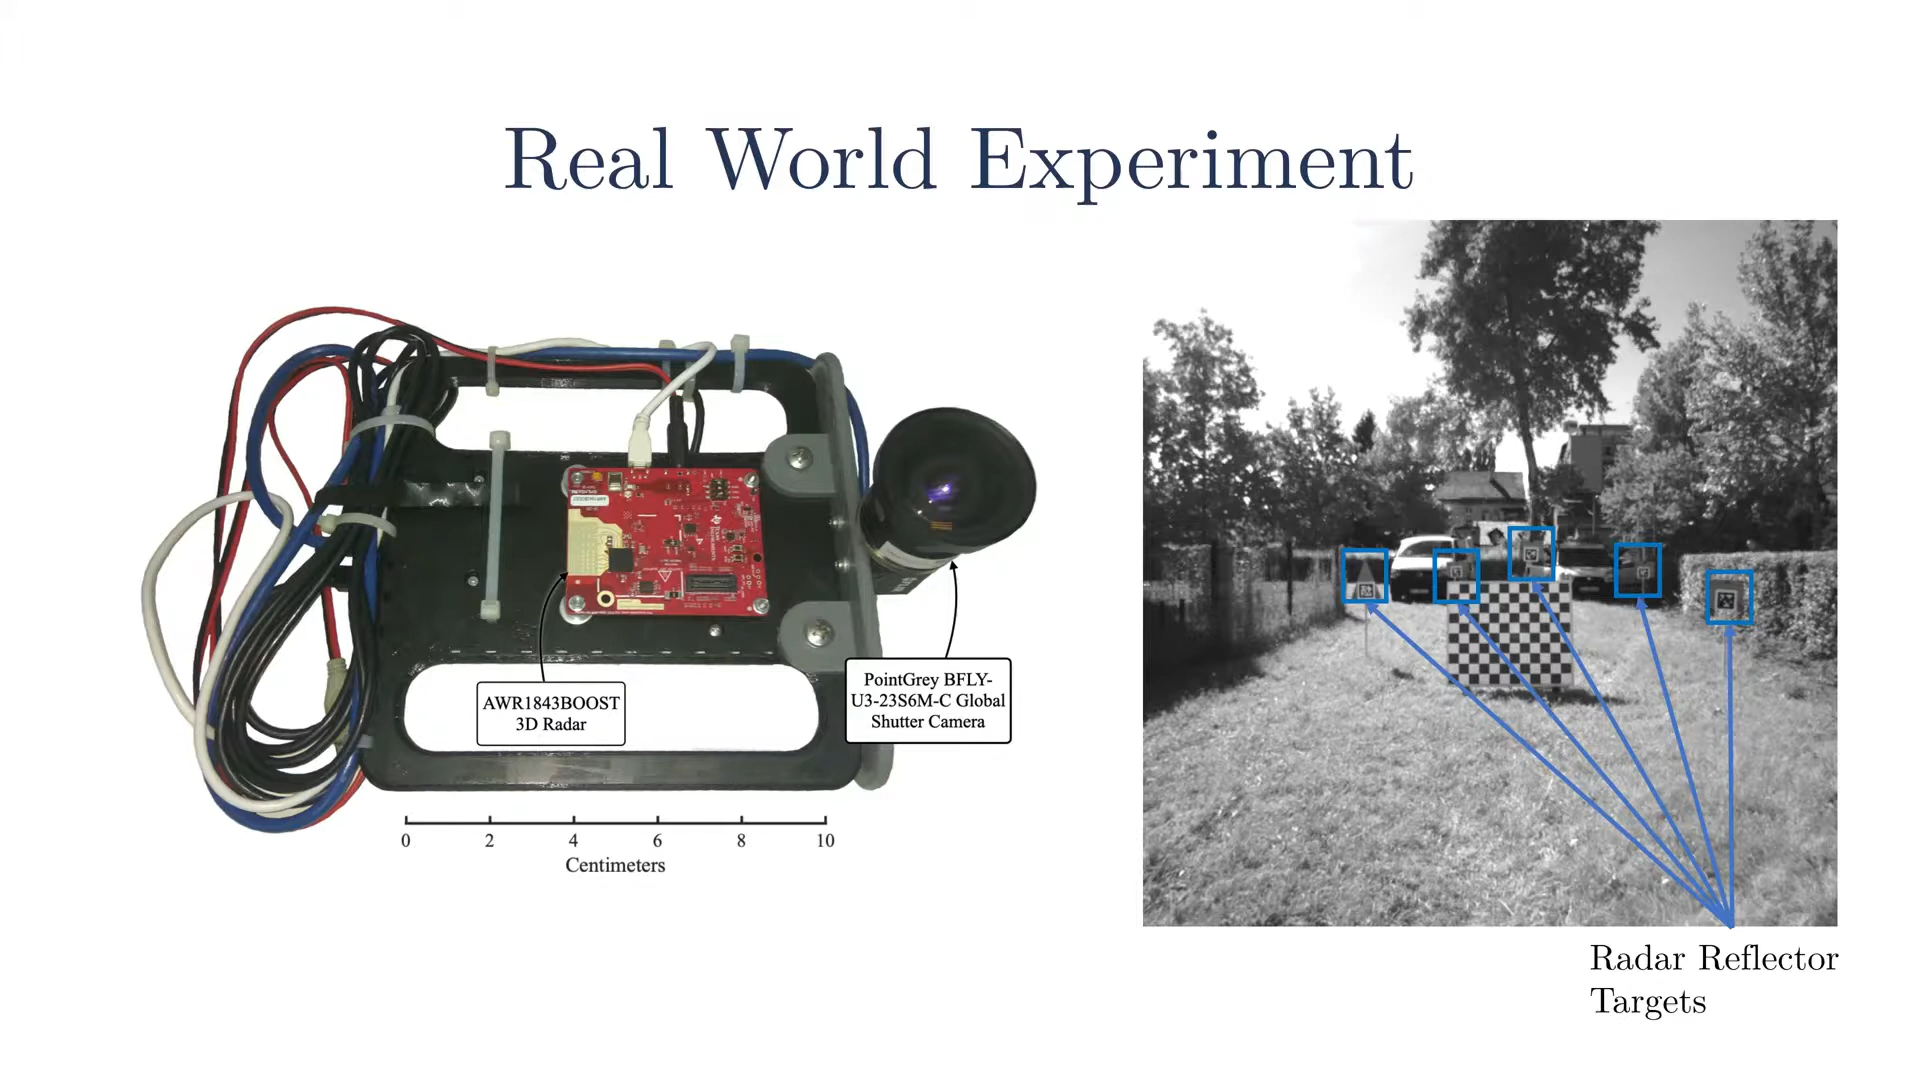 Real World Experiment
AWR1843BOOST
3D Radar
PointGrey BFLY-
U3-23S6M-C Global
Shutter Camera
0 2 4 6 8 10
Centimeters
Radar Reflector
Targets